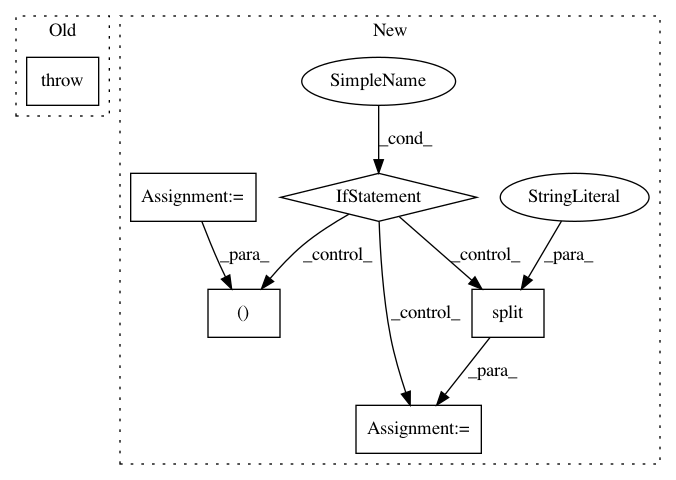 Old
New
throw
SimpleName
_cond_
Assignment:=
IfStatement
StringLiteral
_para_
_control_
_control_
_para_
()
_control_
split
_para_
Assignment:=